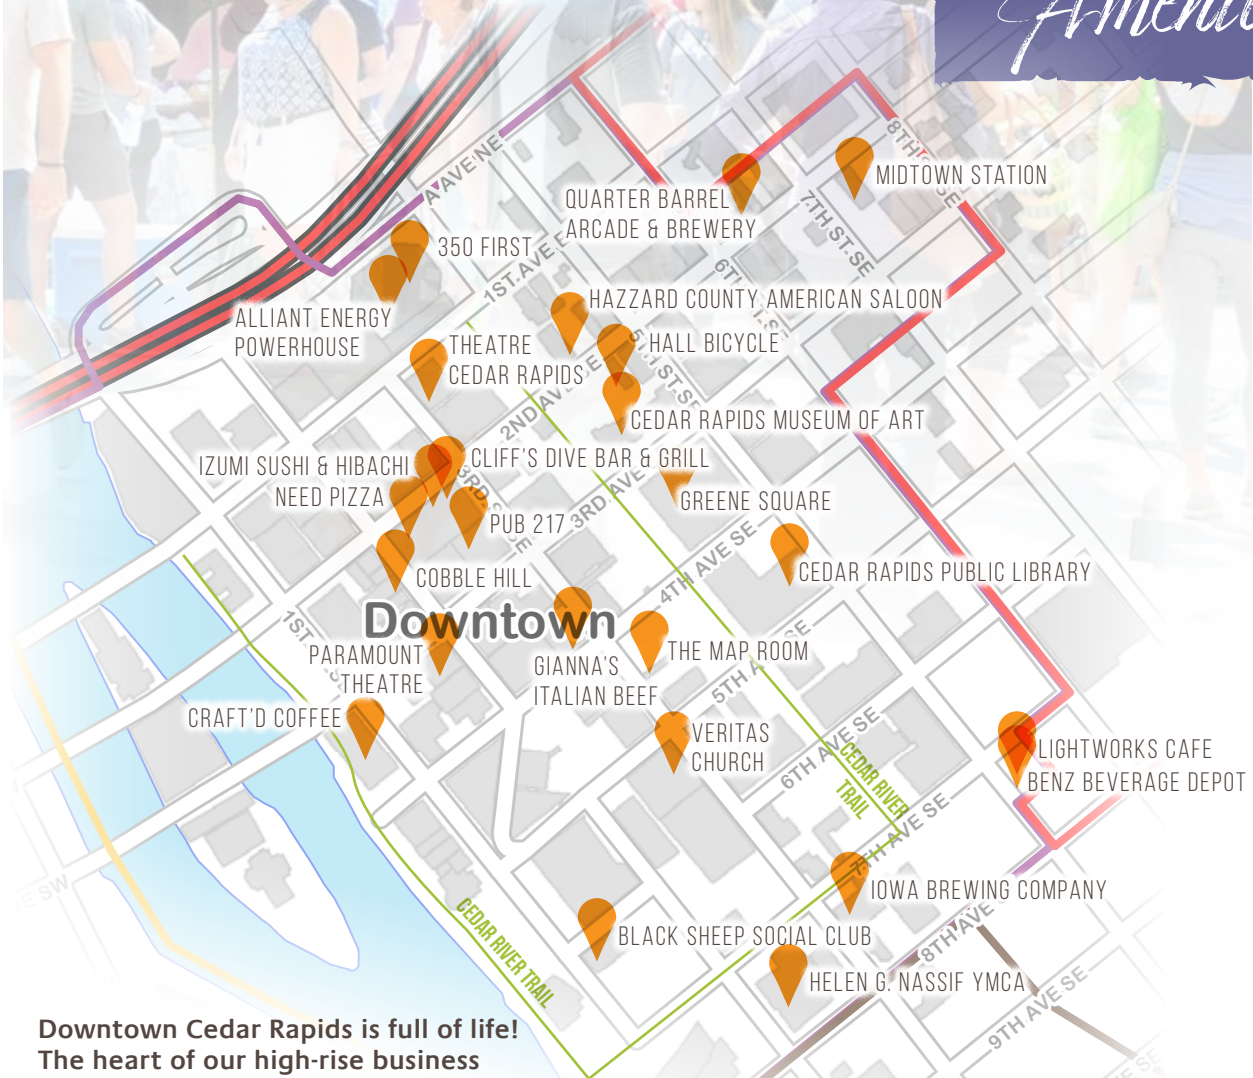 A AVE NE
8TH ST. SE
MIDTOWN STATION
QUARTER BARREL
ARCADE & BREWERY
7TH ST. SE
350 FIRST
1ST AVE E
6TH ST. SE
ALLIANT ENERGY
POWERHOUSE
HAZZARD COUNTY AMERICAN SALOON
THEATRE
CEDAR RAPIDS
HALL BICYCLE
5TH ST. SE
2ND AVE SE
CEDAR RAPIDS MUSEUM OF ART
IZUMI SUSHI & HIBACHI
CLIFF'S DIVE BAR & GRILL
NEED PIZZA
3RD ST. SE
PUB 217
3RD AVE
GREENE SQUARE
4TH AVE SE
CEDAR RAPIDS PUBLIC LIBRARY
COBBLE HILL
Downtown
1ST
PARAMOUNT
THEATRE
GIANNA'S
ITALIAN BEEF
THE MAP ROOM
5TH A SE
CRAFT'D COFFEE
VERITAS
CHURCH
6TH AVE SE
CEDAR RIVER
TRAIL
LIGHTWORKS CAFE
BENZ BEVERAGE DEPOT
7TH AVE SE
E SW
IOWA BREWING COMPANY
CEDAR RIVER TRAIL
BLACK SHEEP SOCIAL CLUB
8TH AVE
HELEN G. NASSIF YMCA
9TH AVE SE
E SE
Downtown Cedar Rapids is full of life!
The heart of our high-rise business